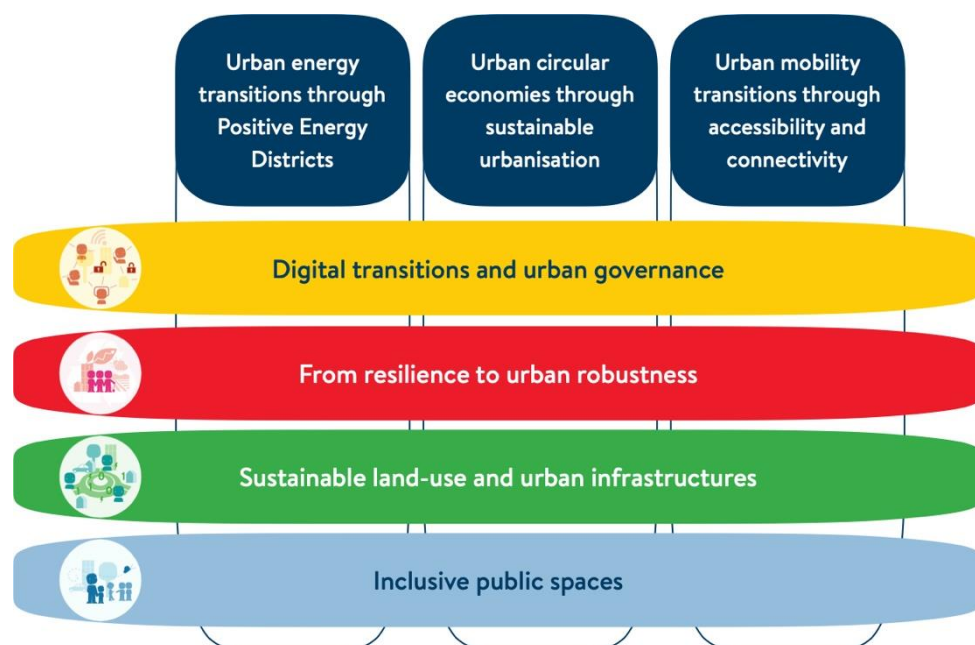 Urban energy
transitions through
Positive Energy
Districts
Urban circular
economies through
sustainable
urbanisation
Urban mobility
transitions through
accessibility and
connectivity
Digital transitions and urban governance
From resilience to urban robustness
Sustainable land-use and urban infrastructures
Inclusive public spaces